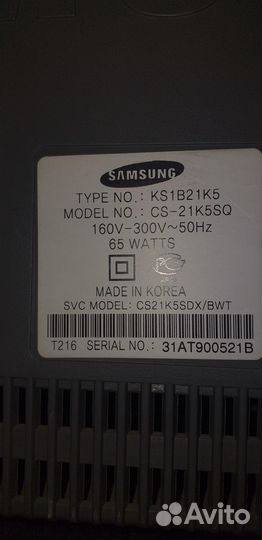 SAMSUNG
TYPE NO.: KS1B21K5
MODEL NO.: CS-21K5SQ
160V-300V~50Hz
65 WATTS
MADE IN KOREA
SVC MODEL: CS21K5SDX/BWT
T216 SERIAL NO.: 31AT900521B
Avito